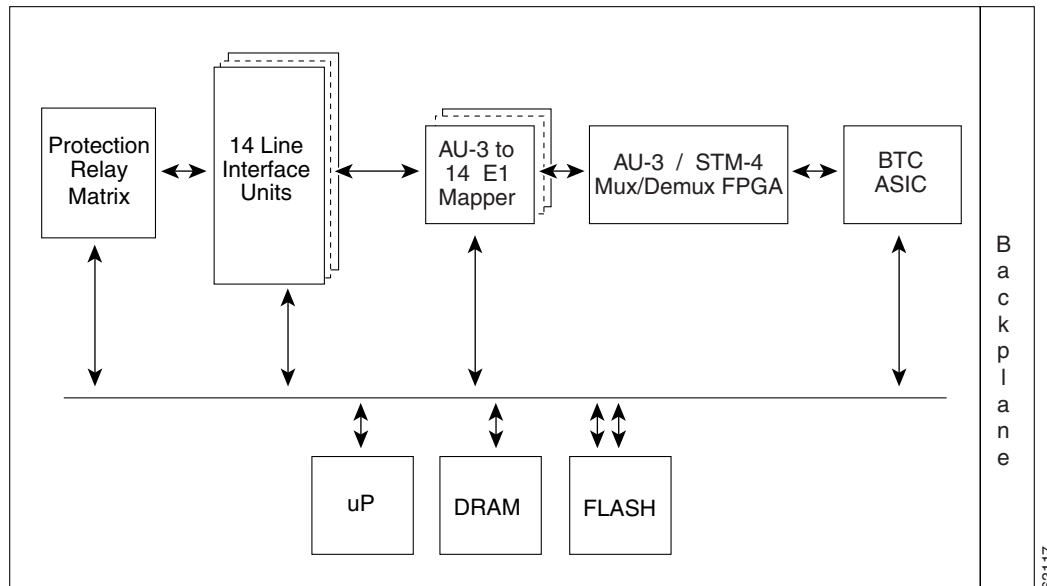 Protection
Relay
Matrix
14 Line
Interface
Units
AU-3 to
14 E1
Mapper
AU-3 / STM-4
Mux/Demux FPGA
BTC
ASIC
Backplane
uP
DRAM
FLASH